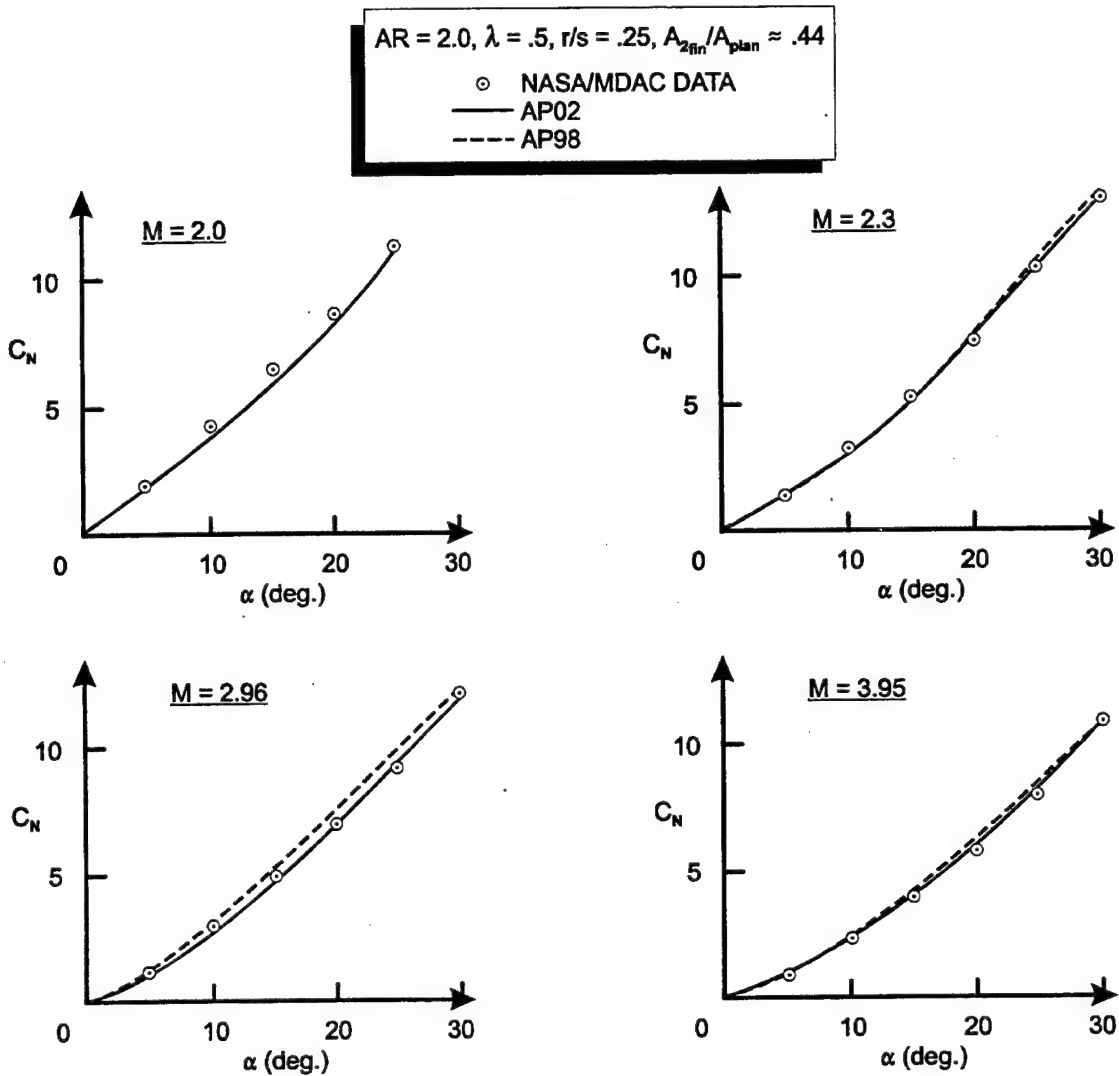 AR = 2.0, λ = .5, r/s = .25, A2fin/Aplan ≈ .44
NASA/MDAC DATA
AP02
AP98
M = 2.0
10
5
CN
0
10
20
30
α (deg.)
M = 2.3
10
5
CN
0
10
20
30
α (deg.)
M = 2.96
10
5
CN
0
10
20
30
α (deg.)
M = 3.95
10
5
CN
0
10
20
30
α (deg.)